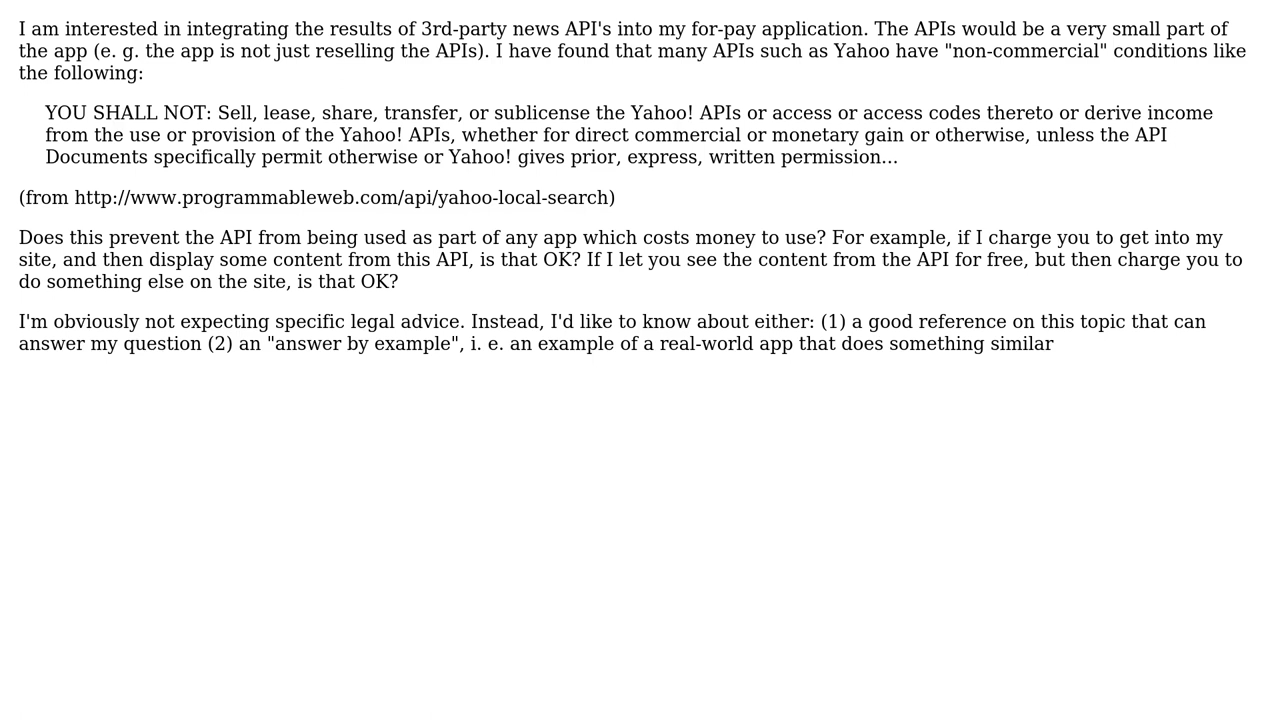 I am interested in integrating the results of 3rd-party news API's into my for-pay application. The APIs would be a very small part of
the app (e. g. the app is not just reselling the APIs). I have found that many APIs such as Yahoo have "non-commercial" conditions like
the following:
YOU SHALL NOT: Sell, lease, share, transfer, or sublicense the Yahoo! APIs or access or access codes thereto or derive income
from the use or provision of the Yahoo! APIs, whether for direct commercial or monetary gain or otherwise, unless the API
Documents specifically permit otherwise or Yahoo! gives prior, express, written permission...
(from http://www.programmableweb.com/api/yahoo-local-search)
Does this prevent the API from being used as part of any app which costs money to use? For example, if I charge you to get into my
site, and then display some content from this API, is that OK? If I let you see the content from the API for free, but then charge you to
do something else on the site, is that OK?
I'm obviously not expecting specific legal advice. Instead, I'd like to know about either: (1) a good reference on this topic that can
answer my question (2) an "answer by example", i. e. an example of a real-world app that does something similar